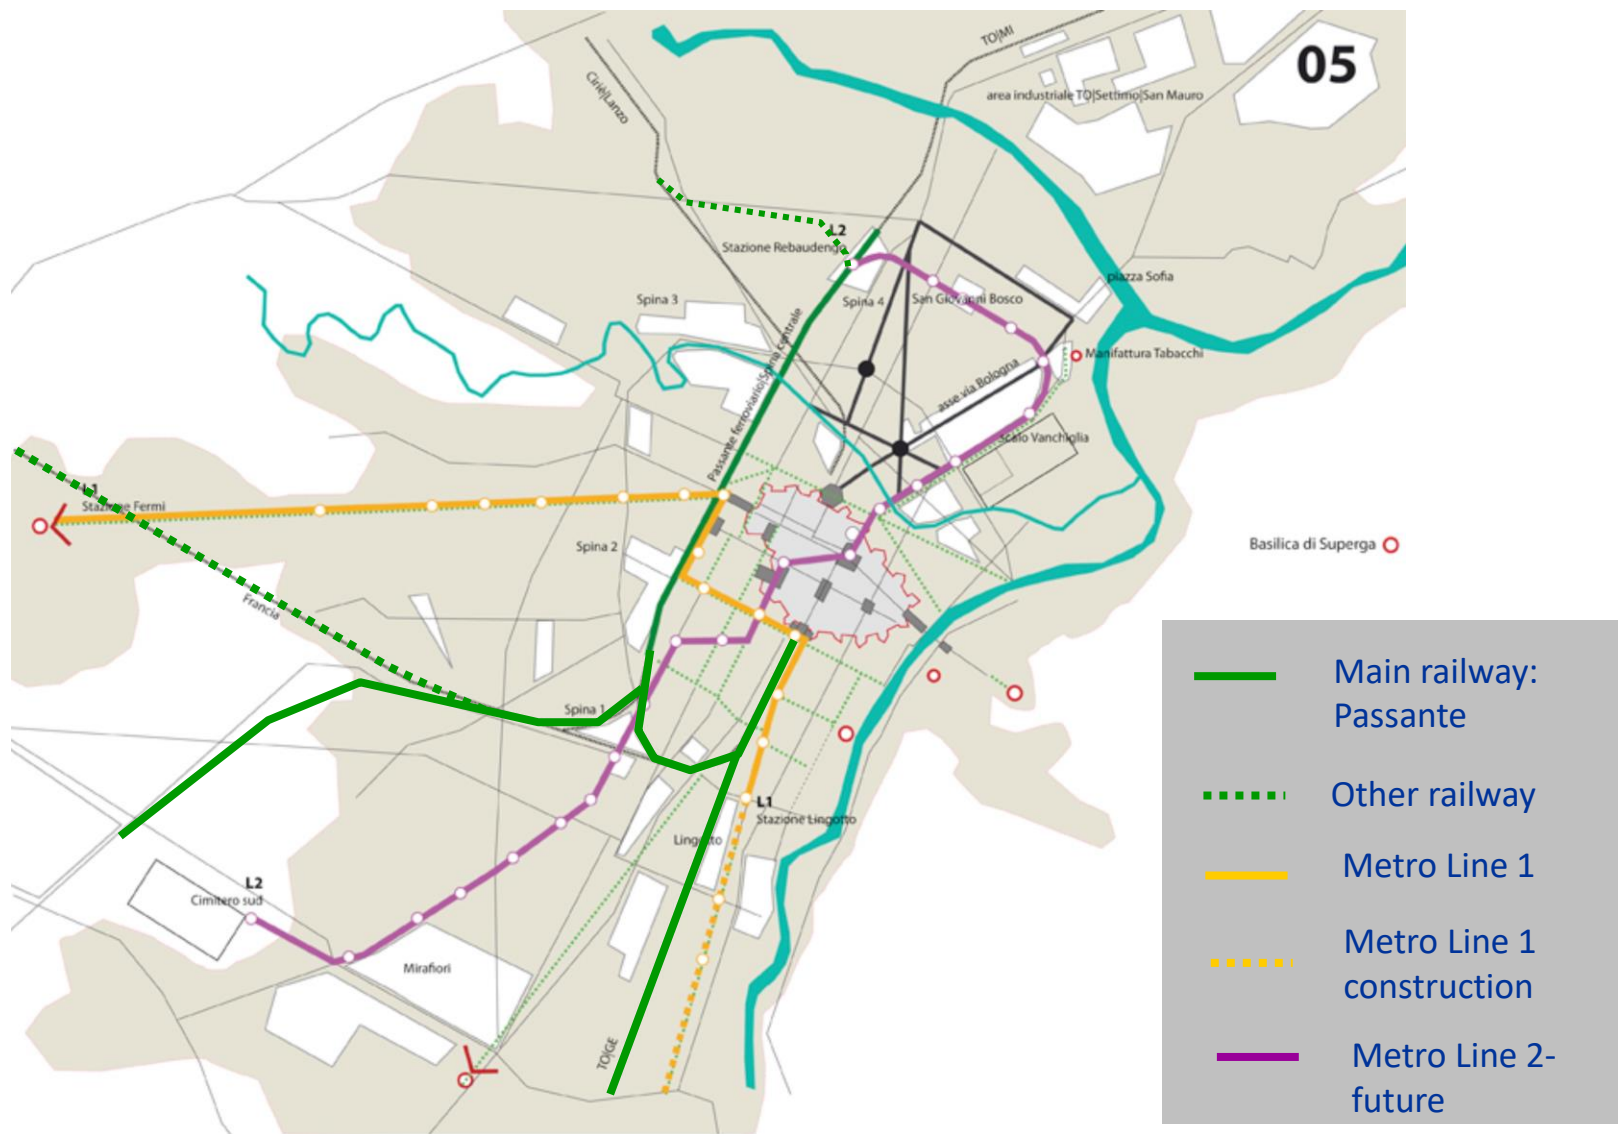 TO|MI
05
Ciriè|Lanzo
area industriale TO|Settimo|San Mauro
L2
Stazione Rebaudengo
piazza Sofia
Spina 3
Spina 4
San Giovanni Bosco
Passante ferroviario|Spina centrale
Manifattura Tabacchi
asse via Bologna
Scalo Vanchiglia
L1
Stazione Fermi
Spina 2
Basilica di Superga
Francia
Spina 1
L1
Stazione Lingotto
Lingotto
L2
Cimitero sud
Mirafiori
TO|GE
Main railway:
Passante
Other railway
Metro Line 1
Metro Line 1
construction
Metro Line 2-
future